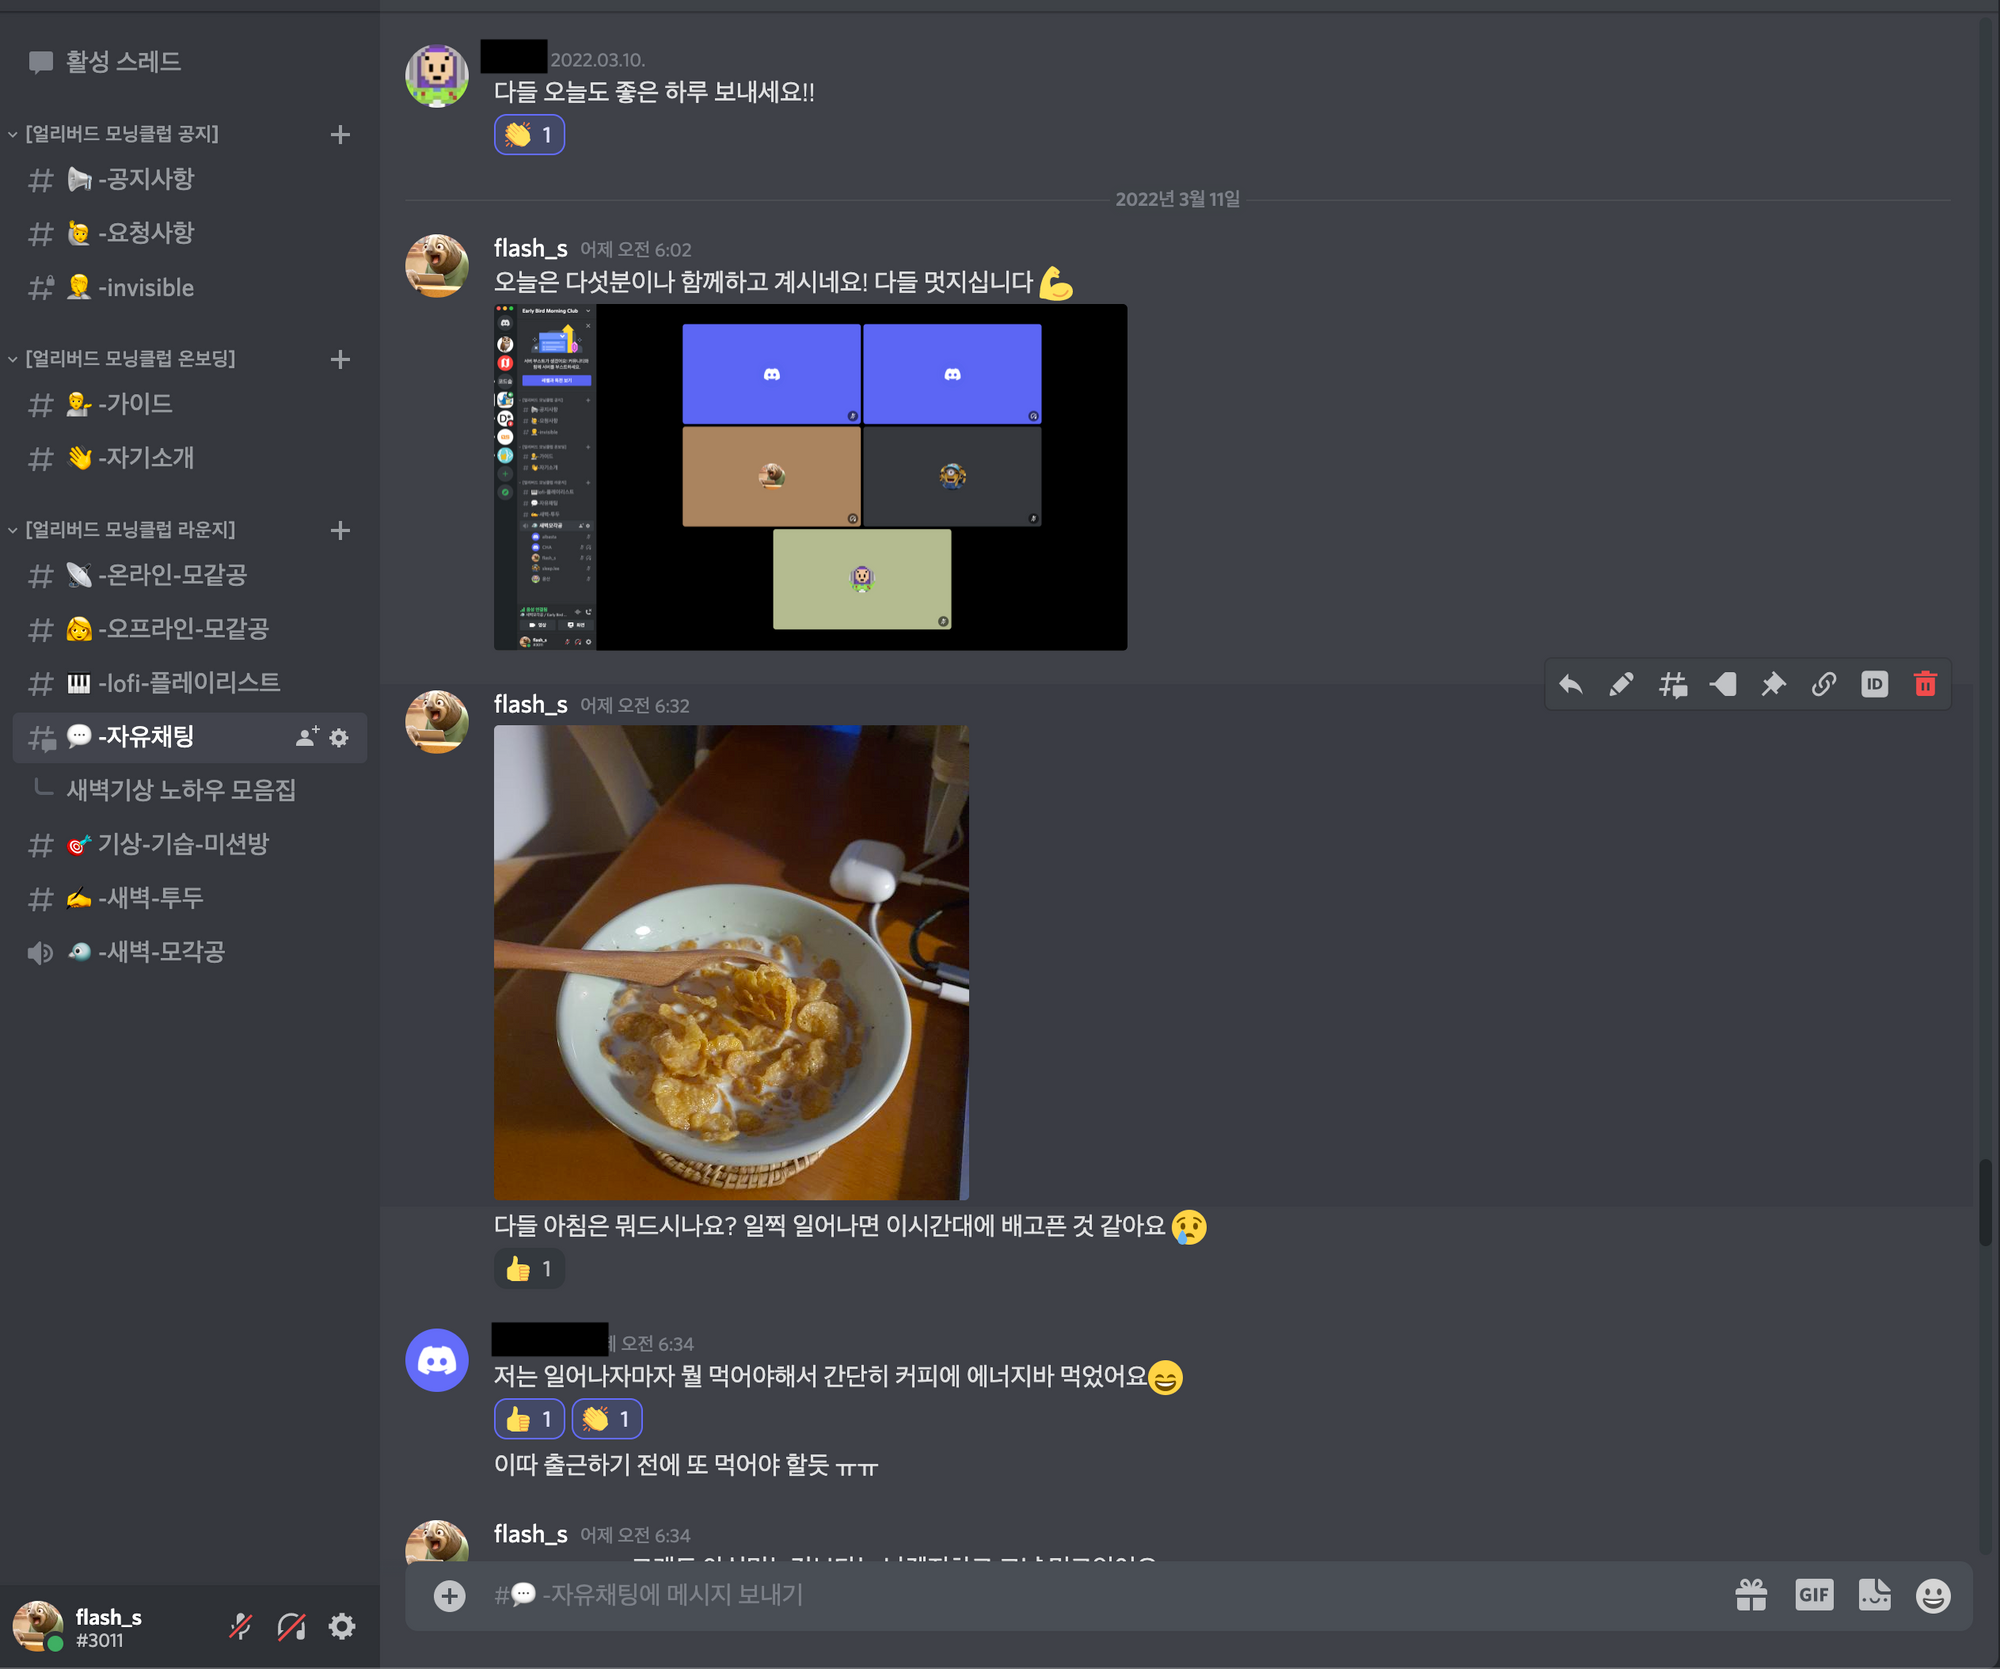 활성 스레드
[얼리버드 모닝클럽 공지]
-공지사항
-요청사항
-invisible
[얼리버드 모닝클럽 온보딩]
-가이드
-자기소개
[얼리버드 모닝클럽 라운지]
-온라인-모같공
-오프라인-모같공
-lofi-플레이리스트
-자유채팅
새벽기상 노하우 모음집
기상-기습-미션방
-새벽-투두
-새벽-모각공
flash_s
#3011
2022.03.10.
다들 오늘도 좋은 하루 보내세요!!
1
2022년 3월 11일
flash_s 어제 오전 6:02
오늘은 다섯분이나 함께하고 계시네요! 다들 멋지십니다
Early Bird Morning Club
flash_s 어제 오전 6:32
ID
다들 아침은 뭐드시나요? 일찍 일어나면 이시간대에 배고픈 것 같아요
1
오전 6:34
저는 일어나자마자 뭘 먹어야해서 간단히 커피에 에너지바 먹었어요
1 1
이따 출근하기 전에 또 먹어야 할듯 ㅠㅠ
flash_s 어제 오전 6:34
#-자유채팅에 메시지 보내기
GIF